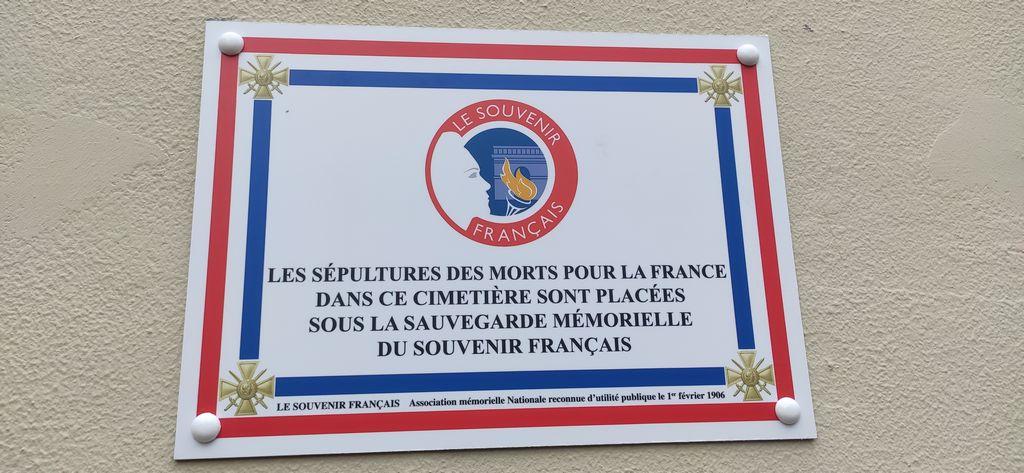 LE SOUVENIR
FRANÇAIS
LES SÉPULTURES DES MORTS POUR LA FRANCE
DANS CE CIMETIÈRE SONT PLACÉES
SOUS LA SAUVEGARDE MÉMORIELLE
DU SOUVENIR FRANÇAIS
LE SOUVENIR FRANÇAIS Association mémorielle Nationale reconnue d'utilité publique le 1er février 1906